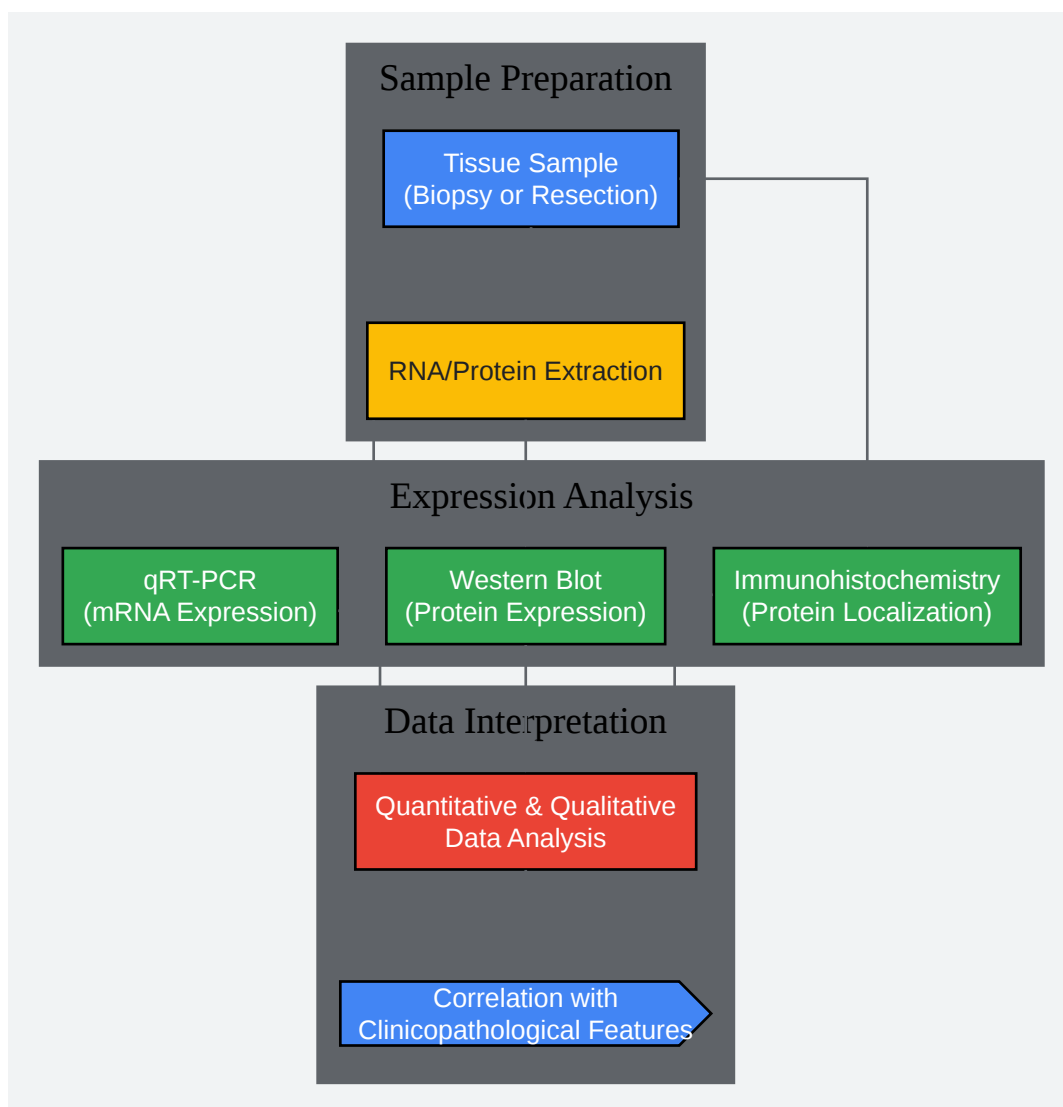 Sample Preparation
Tissue Sample
(Biopsy or Resection)
RNA/Protein Extraction
Expression Analysis
qRT-PCR
(mRNA Expression)
Western Blot
(Protein Expression)
Immunohistochemistry
(Protein Localization)
Data Interpretation
Quantitative & Qualitative
Data Analysis
Correlation with
Clinicopathological Features